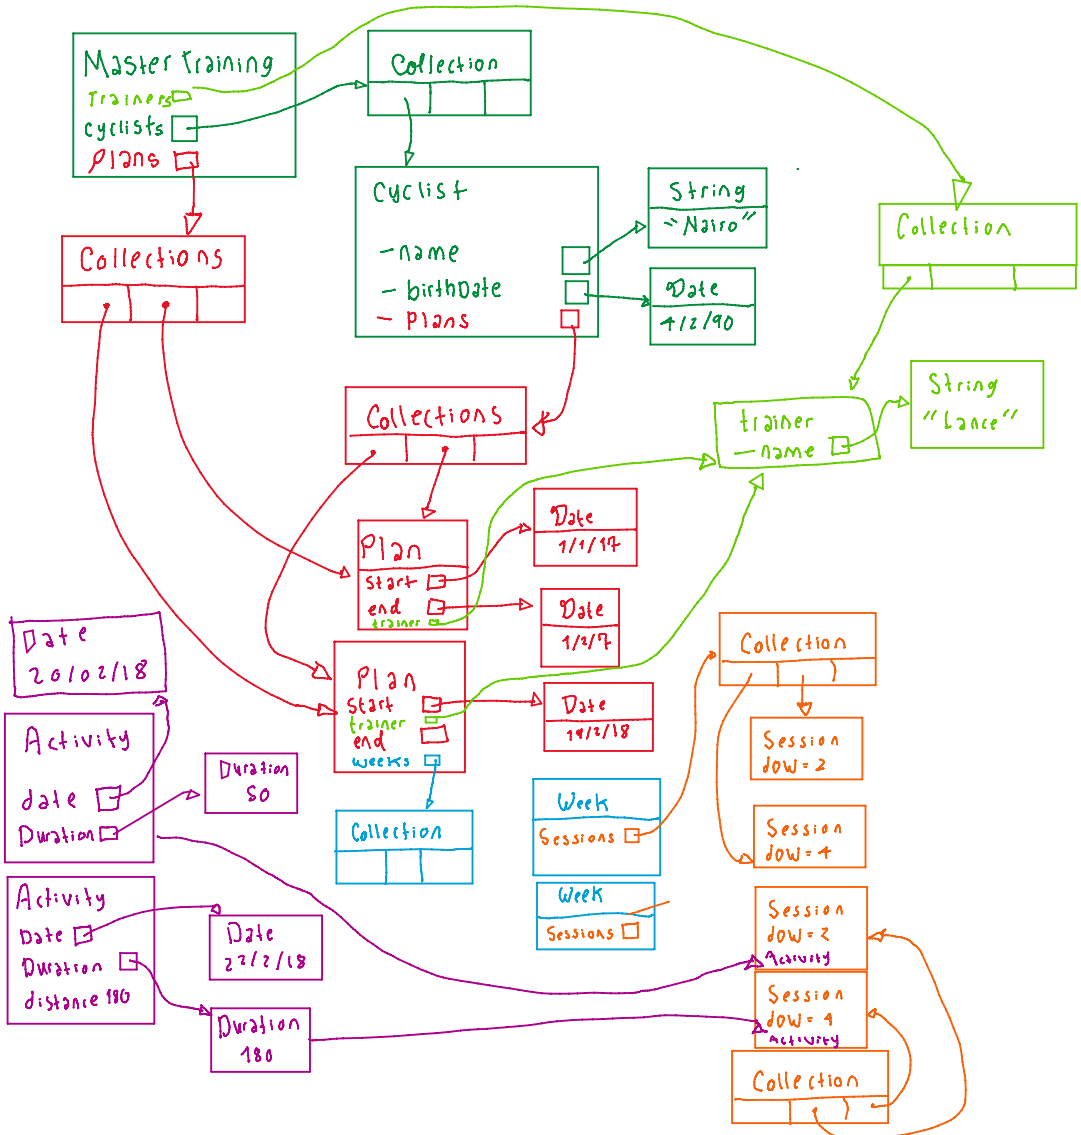 Master Training
Trainers
cyclists
Plans
Collection
Cyclist
-name
- birthDate
- Plans
String
"Nairo"
Date
4/2/90
Collection
Collections
Collections
trainer
-name
String
"Lance"
Plan
start
end
trainer
Date
1/1/17
Date
1/2/7
Plan
start
trainer
end
weeks
Date
19/2/18
Collection
Date
20/02/18
Activity
date
Duration
Duration
50
Activity
Date
Duration
distance 180
Date
22/2/18
Duration
180
Week
Sessions
Week
Sessions
Collection
Session
dow=2
Session
dow=4
Session
dow=2
Activity
Session
dow=4
Activity
Collection